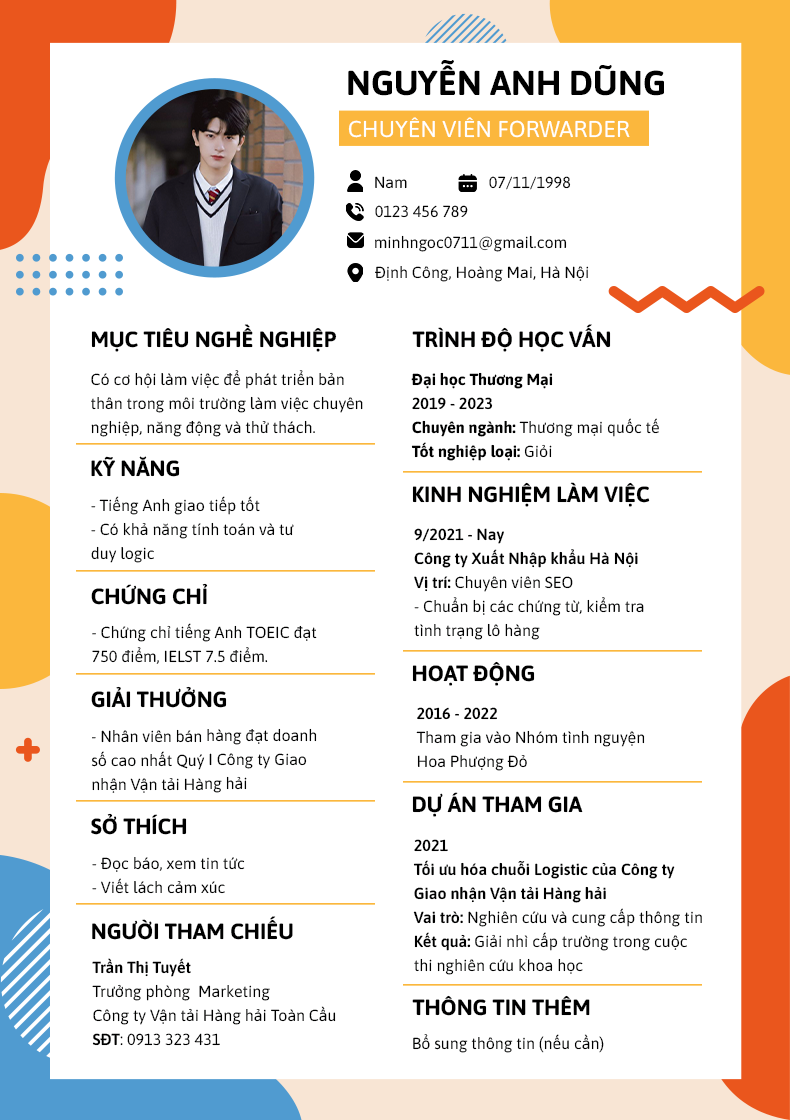 NGUYỄN ANH DŨNG
CHUYÊN VIÊN FORWARDER
Nam 07/11/1998
0123 456 789
minhngoc0711@gmail.com
Định Công, Hoàng Mai, Hà Nội
MỤC TIÊU NGHỀ NGHIỆP
Có cơ hội làm việc để phát triển bản
thân trong môi trường làm việc chuyên
nghiệp, năng động và thử thách.
KỸ NĂNG
- Tiếng Anh giao tiếp tốt
- Có khả năng tính toán và tư
duy logic
CHỨNG CHỈ
- Chứng chỉ tiếng Anh TOEIC đạt
750 điểm, IELST 7.5 điểm.
GIẢI THƯỞNG
- Nhân viên bán hàng đạt doanh
số cao nhất Quý I Công ty Giao
nhận Vận tải Hàng hải
SỞ THÍCH
- Đọc báo, xem tin tức
- Viết lách cảm xúc
NGƯỜI THAM CHIẾU
Trần Thị Tuyết
Trưởng phòng  Marketing
Công ty Vận tải Hàng hải Toàn Cầu
SĐT: 0913 323 431
TRÌNH ĐỘ HỌC VẤN
Đại học Thương Mại
2019 - 2023
Chuyên ngành: Thương mại quốc tế
Tốt nghiệp loại: Giỏi
KINH NGHIỆM LÀM VIỆC
9/2021 - Nay
Công ty Xuất Nhập khẩu Hà Nội
Vị trí: Chuyên viên SEO
- Chuẩn bị các chứng từ, kiểm tra
tình trạng lô hàng
HOẠT ĐỘNG
2016 - 2022
Tham gia vào Nhóm tình nguyện
Hoa Phượng Đỏ
DỰ ÁN THAM GIA
2021
Tối ưu hóa chuỗi Logistic của Công ty
Giao nhận Vận tải Hàng hải
Vai trò: Nghiên cứu và cung cấp thông tin
Kết quả: Giải nhì cấp trường trong cuộc
thi nghiên cứu khoa học
THÔNG TIN THÊM
Bổ sung thông tin (nếu cần)